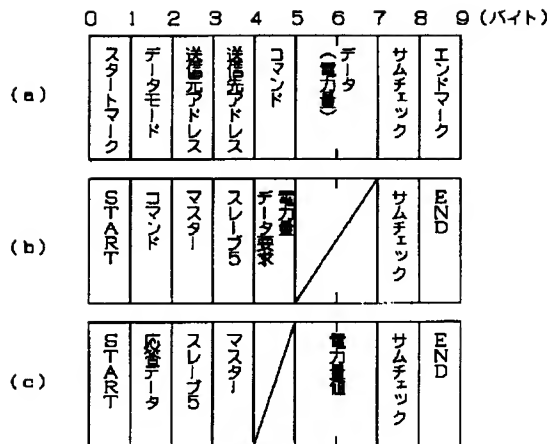 0 1 2 3 4 5 6 7 8 9 (バイト)
(a)
スタートマーク
データモード
送信元アドレス
送信先アドレス
コマンド
データ
(電力量)
サムチェック
エンドマーク
(b)
START
コマンド
マスター
スレーブ5
電力量
データ要求
サムチェック
END
(c)
START
応答データ
スレーブ5
マスター
電力量値
サムチェック
END